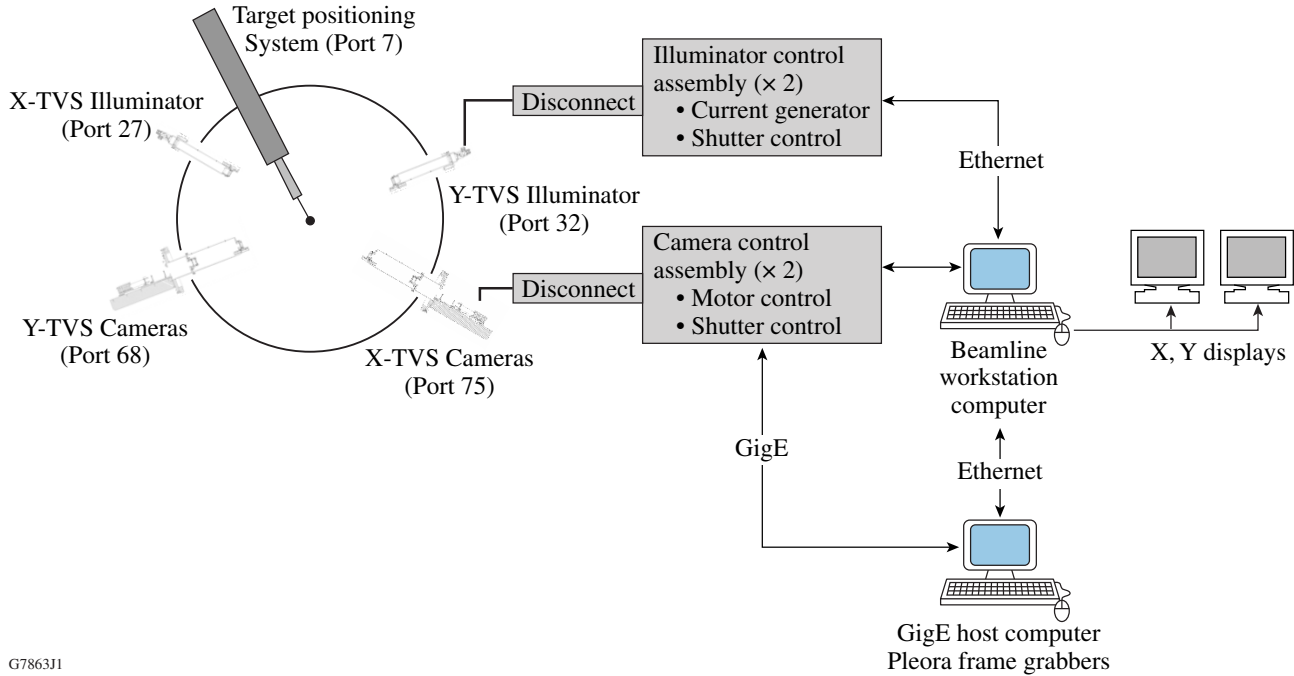 Target positioning
System (Port 7)
X-TVS Illuminator
(Port 27)
Y-TVS Illuminator
(Port 32)
Y-TVS Cameras
(Port 68)
X-TVS Cameras
(Port 75)
Disconnect
Illuminator control
assembly (× 2)
• Current generator
• Shutter control
Ethernet
Disconnect
Camera control
assembly (× 2)
• Motor control
• Shutter control
Beamline
workstation
computer
X, Y displays
GigE
Ethernet
GigE host computer
Pleora frame grabbers
G7863J1